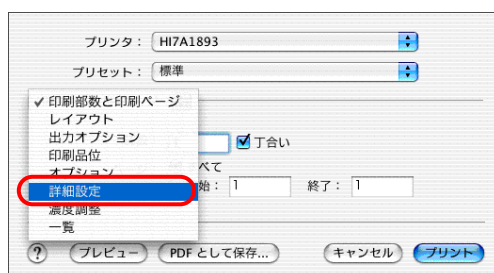 プリンタ： HI7A1893
プリセット： 標準
✓ 印刷部数と印刷ページ
レイアウト
出力オプション
丁合い
印刷品位
べて
オプション
詳細設定
始： 1 終了： 1
濃度調整
一覧
? プレビュー PDF として保存... キャンセル プリント